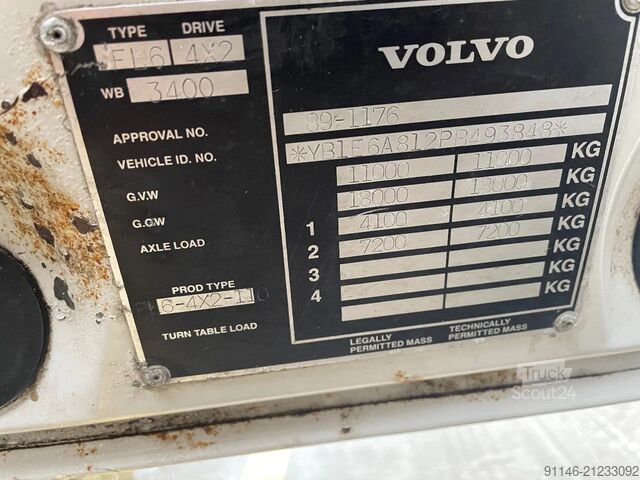 TYPE DRIVE
FL6 4X2
VOLVO
WB 3400
89-1176
APPROVAL NO.
*YB1E6A812PB493848*
VEHICLE ID. NO.
11000 11000 KG
G.V.W
18000 18000 KG
G.C.W
1 4100 4100 KG
AXLE LOAD
2 7200 7200 KG
3 KG
PROD TYPE
4 KG
6-4X2-110
TURN TABLE LOAD
LEGALLY PERMITTED MASS
TECHNICALLY PERMITTED MASS
Truck
Scout24
91146-21233092